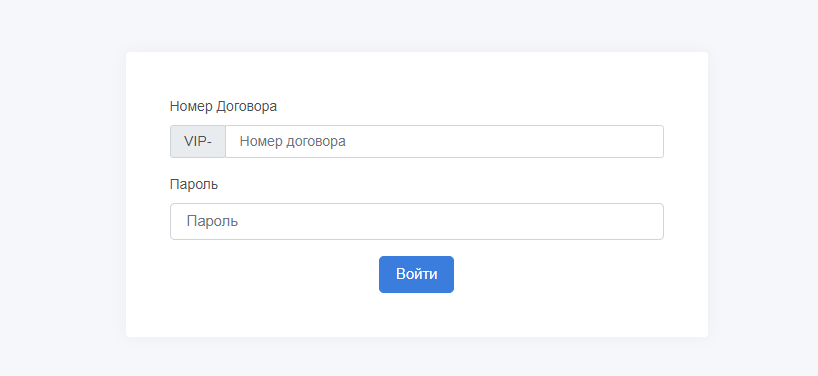 Номер Договора
VIP- Номер договора
Пароль
Пароль
Войти